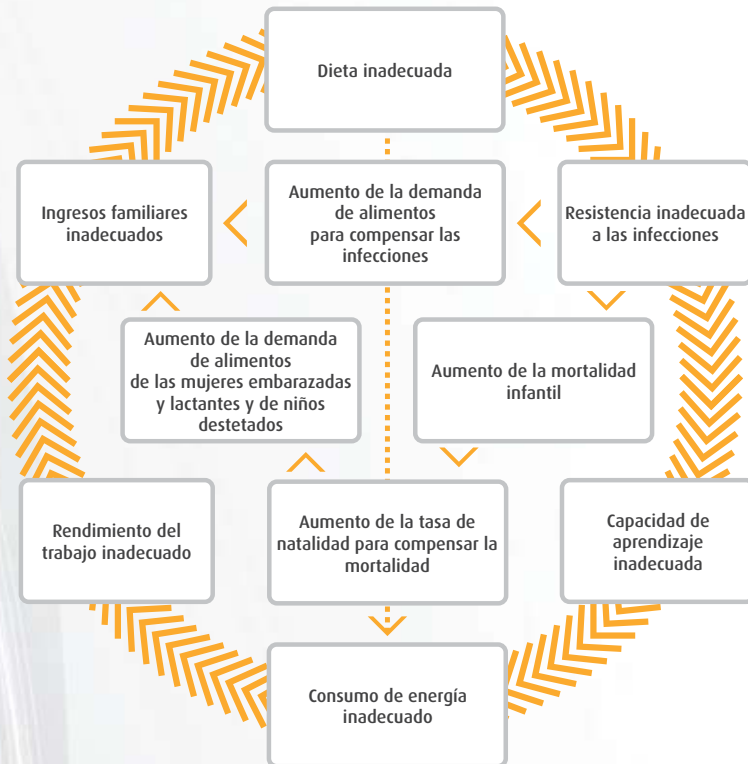 Dieta inadecuada
Ingresos familiares
inadecuados
Aumento de la demanda
de alimentos
para compensar las
infecciones
Resistencia inadecuada
a las infecciones
Aumento de la demanda
de alimentos
de las mujeres embarazadas
y lactantes y de niños
destetados
Aumento de la mortalidad
infantil
Rendimiento del
trabajo inadecuado
Aumento de la tasa de
natalidad para compensar la
mortalidad
Capacidad de
aprendizaje
inadecuada
Consumo de energía
inadecuado